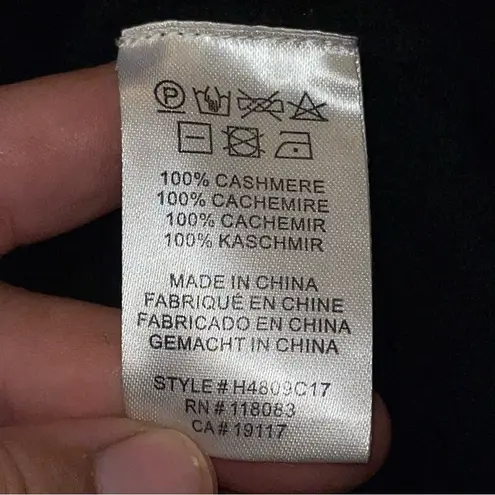 P
100% CASHMERE
100% CACHEMIRE
100% CACHEMIR
100% KASCHMIR
MADE IN CHINA
FABRIQUÉ EN CHINE
FABRICADO EN CHINA
GEMACHT IN CHINA
STYLE # H4809C17
RN # 118083
CA # 19117